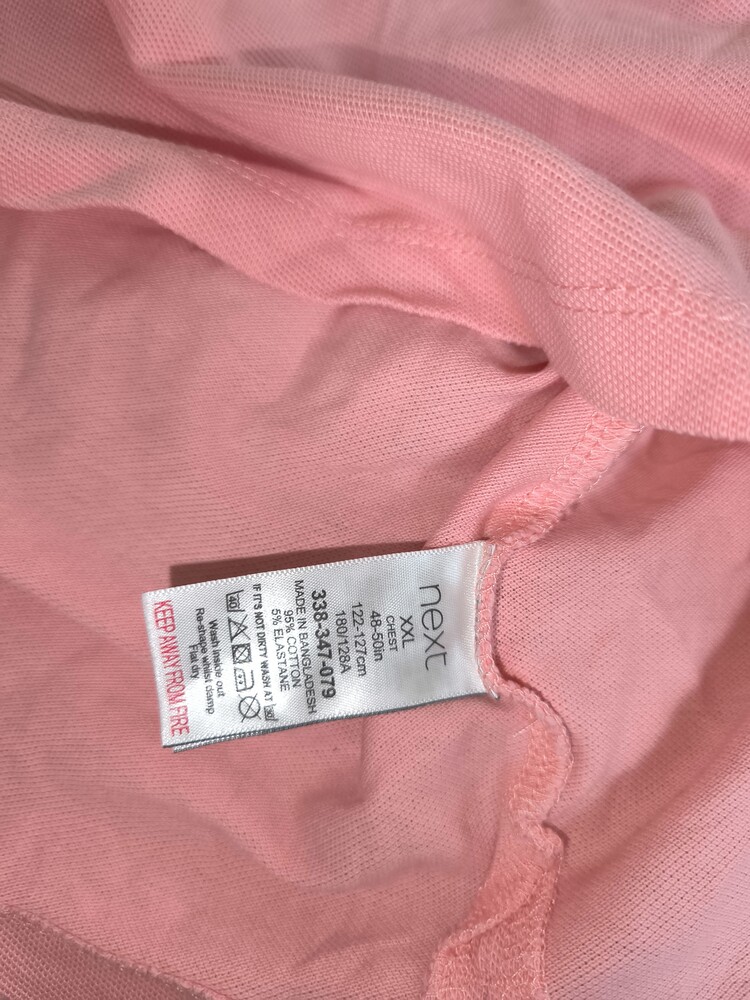 next
XXL
CHEST
48-50in
122-127cm
180/128A
338-347-079
MADE IN BANGLADESH
95% COTTON
5% ELASTANE
IF IT'S NOT DIRTY WASH AT 30
40
Wash inside out
Re-shape whilst damp
Flat dry
KEEP AWAY FROM FIRE